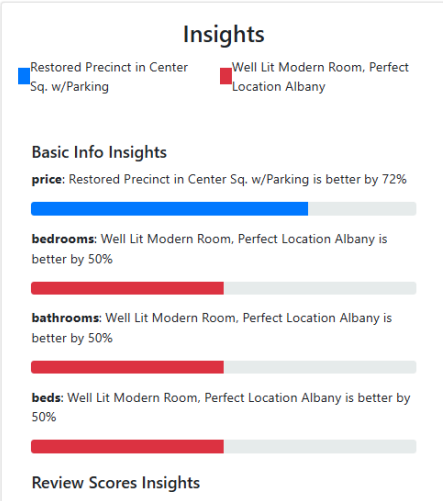 Insights
Restored Precinct in Center
Sq. w/Parking
Well Lit Modern Room, Perfect
Location Albany
Basic Info Insights
price: Restored Precinct in Center Sq. w/Parking is better by 72%
bedrooms: Well Lit Modern Room, Perfect Location Albany is
better by 50%
bathrooms: Well Lit Modern Room, Perfect Location Albany is
better by 50%
beds: Well Lit Modern Room, Perfect Location Albany is better by
50%
Review Scores Insights